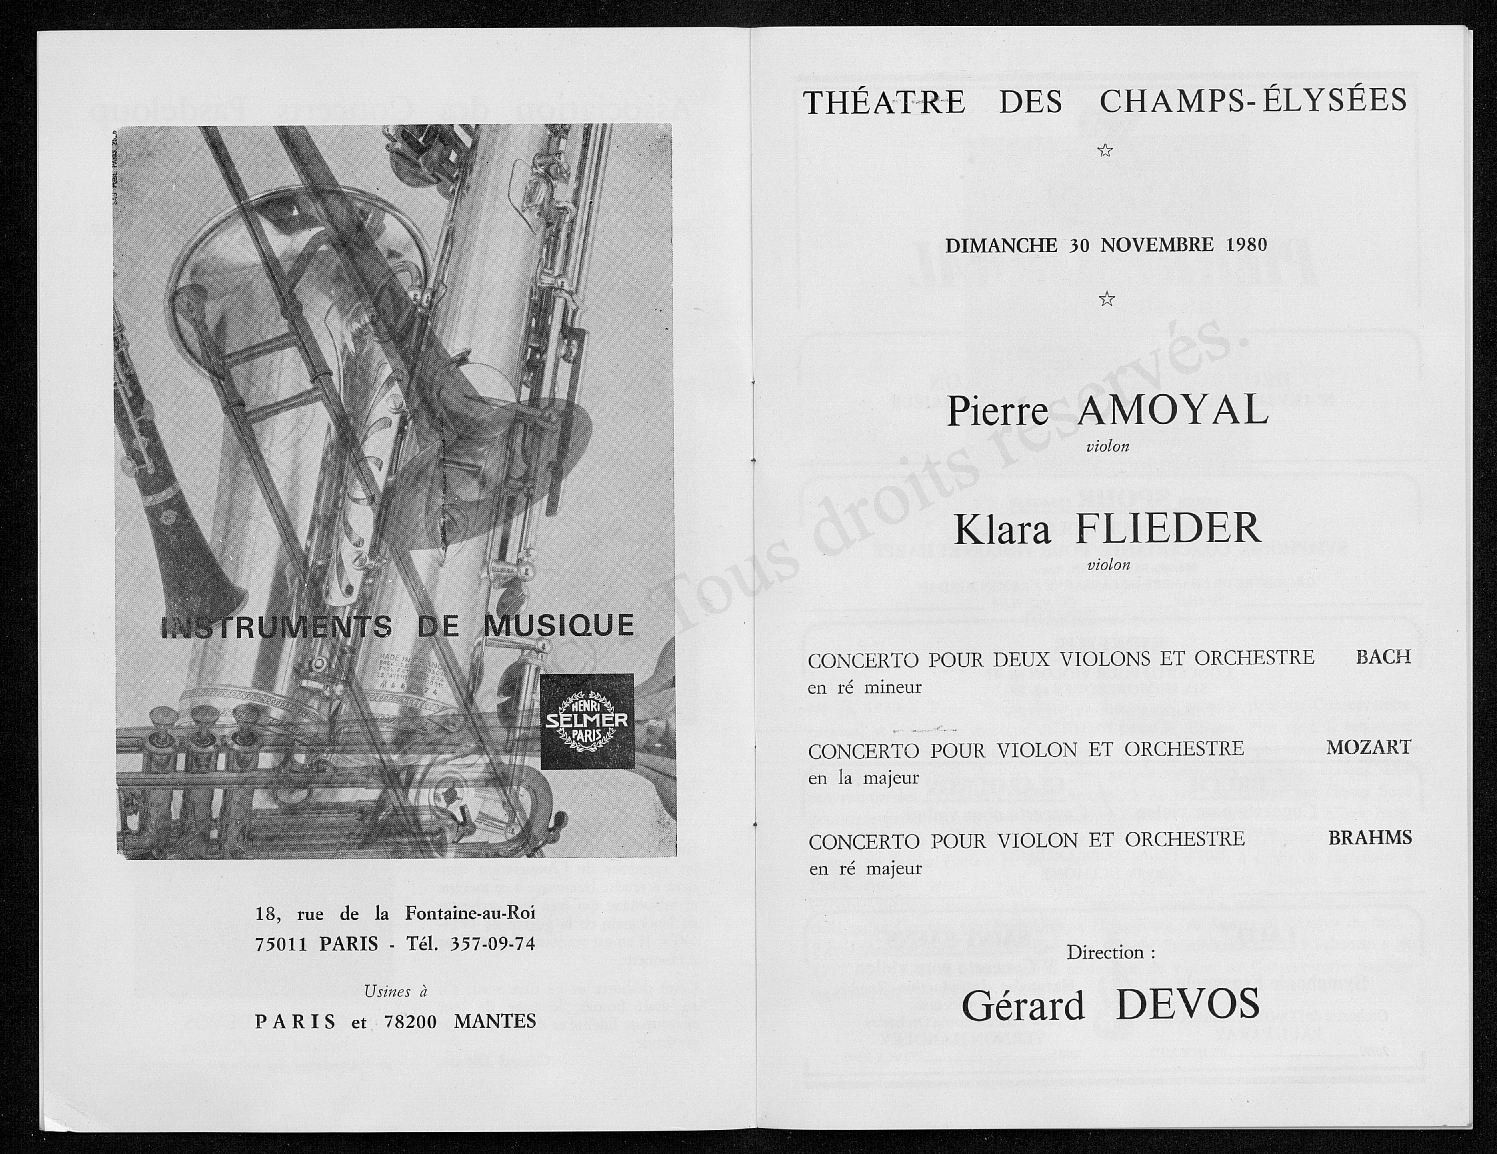 INSTRUMENTS DE MUSIQUE
HENRI
SELMER
PARIS
18, rue de la Fontaine-au-Roi
75011 PARIS - Tél. 357-09-74
Usines à
PARIS et 78200 MANTES
THÉATRE DES CHAMPS-ÉLYSÉES
☆
DIMANCHE 30 NOVEMBRE 1980
☆
Pierre AMOYAL
violon
Klara FLIEDER
violon
CONCERTO POUR DEUX VIOLONS ET ORCHESTRE BACH
en ré mineur
CONCERTO POUR VIOLON ET ORCHESTRE MOZART
en la majeur
CONCERTO POUR VIOLON ET ORCHESTRE BRAHMS
en ré majeur
Direction :
Gérard DEVOS
Tous droits réservés.